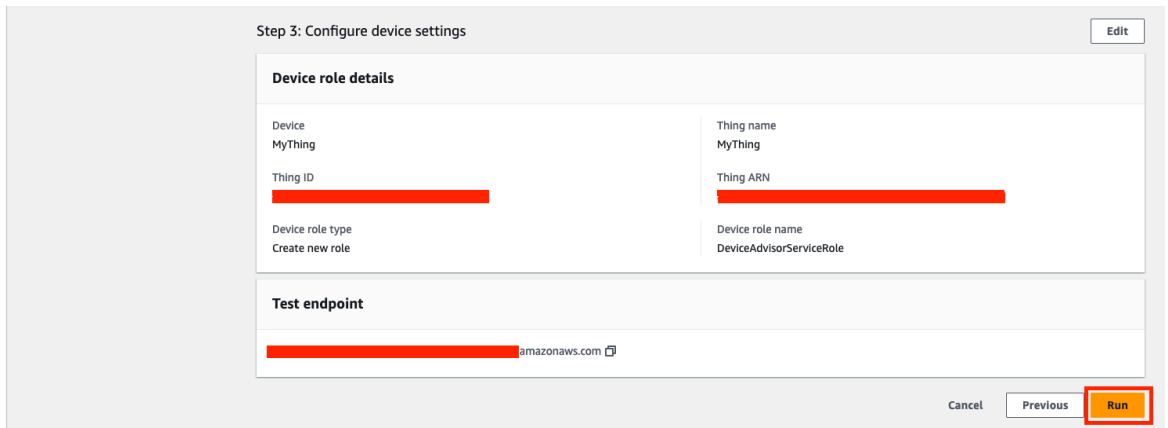 Step 3: Configure device settings
Edit
Device role details
Device
MyThing
Thing name
MyThing
Thing ID
Thing ARN
Device role type
Create new role
Device role name
DeviceAdvisorServiceRole
Test endpoint
amazonaws.com
Cancel
Previous
Run